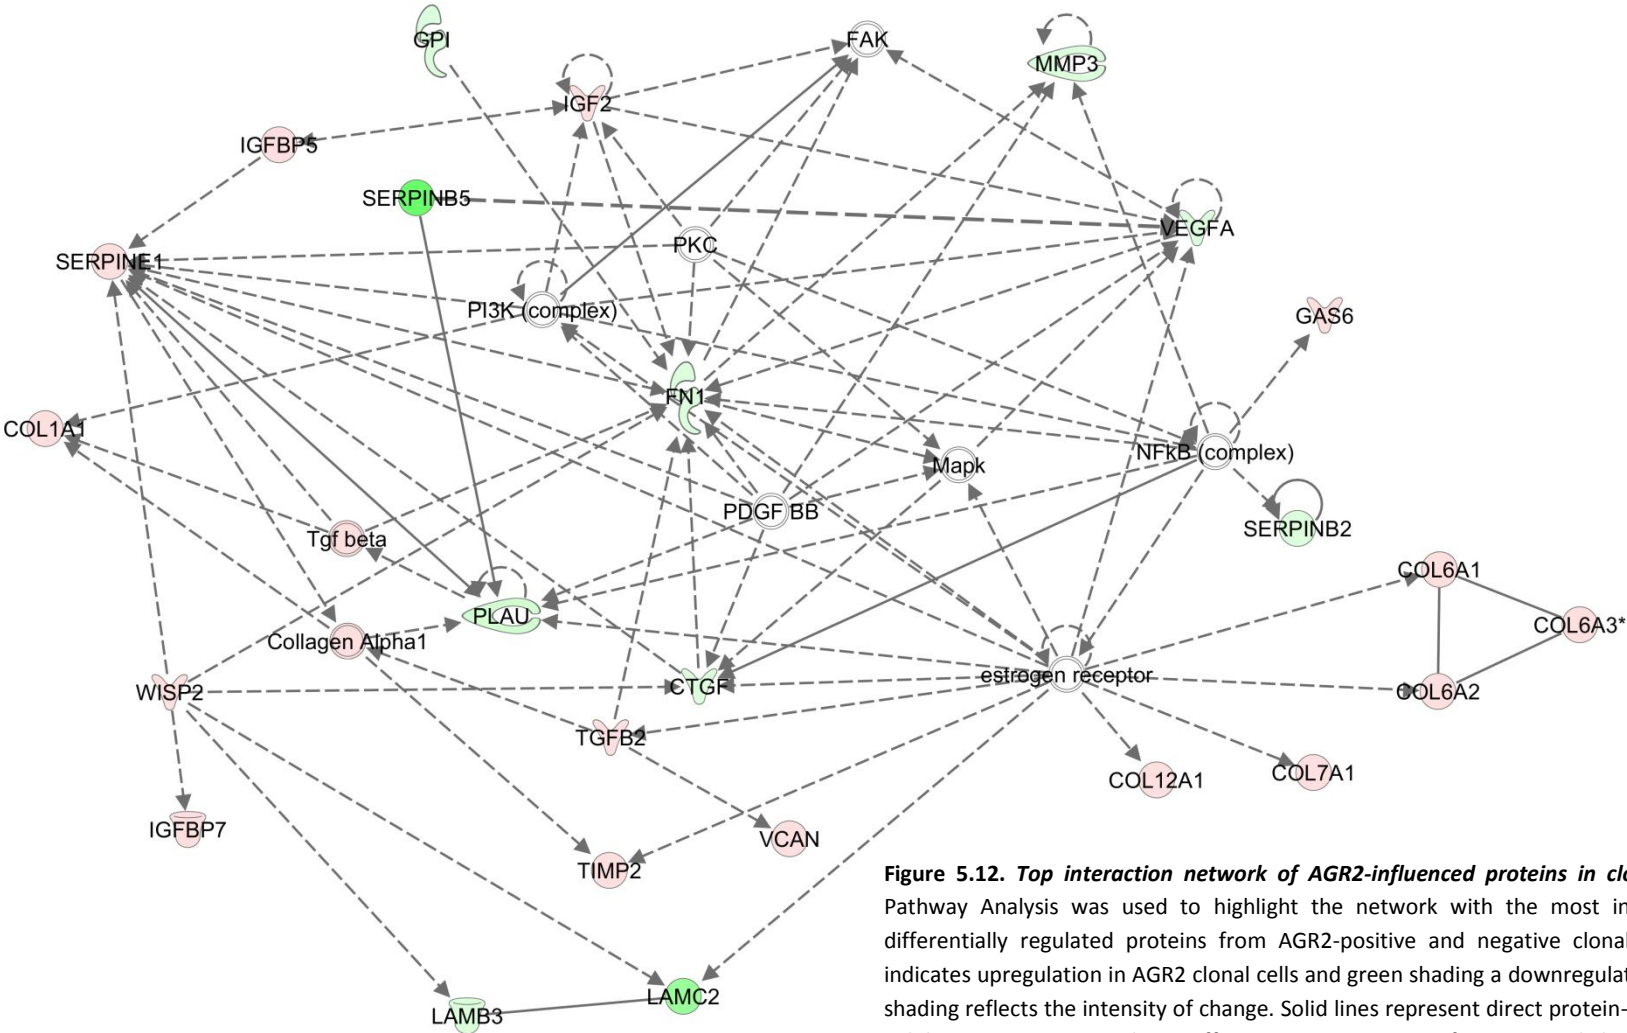 GPI
FAK
MMP3
IGF2
IGFBP5
SERPINB5
VEGFA
PKC
SERPINE1
PI3K (complex)
GAS6
FN1
COL1A1
NFkB (complex)
Mapk
PDGF BB
SERPINB2
Tgf beta
COL6A1
PLAU
COL6A3*
Collagen Alpha1
estrogen receptor
WISP2
CTGF
COL6A2
TGFB2
COL12A1
COL7A1
IGFBP7
VCAN
TIMP2
LAMC2
LAMB3
Figure 5.12. Top interaction network of AGR2-influenced proteins in
Pathway Analysis was used to highlight the network with the most
differentially regulated proteins from AGR2-positive and negative clonal
indicates upregulation in AGR2 clonal cells and green shading a
shading reflects the intensity of change. Solid lines represent direct protein-